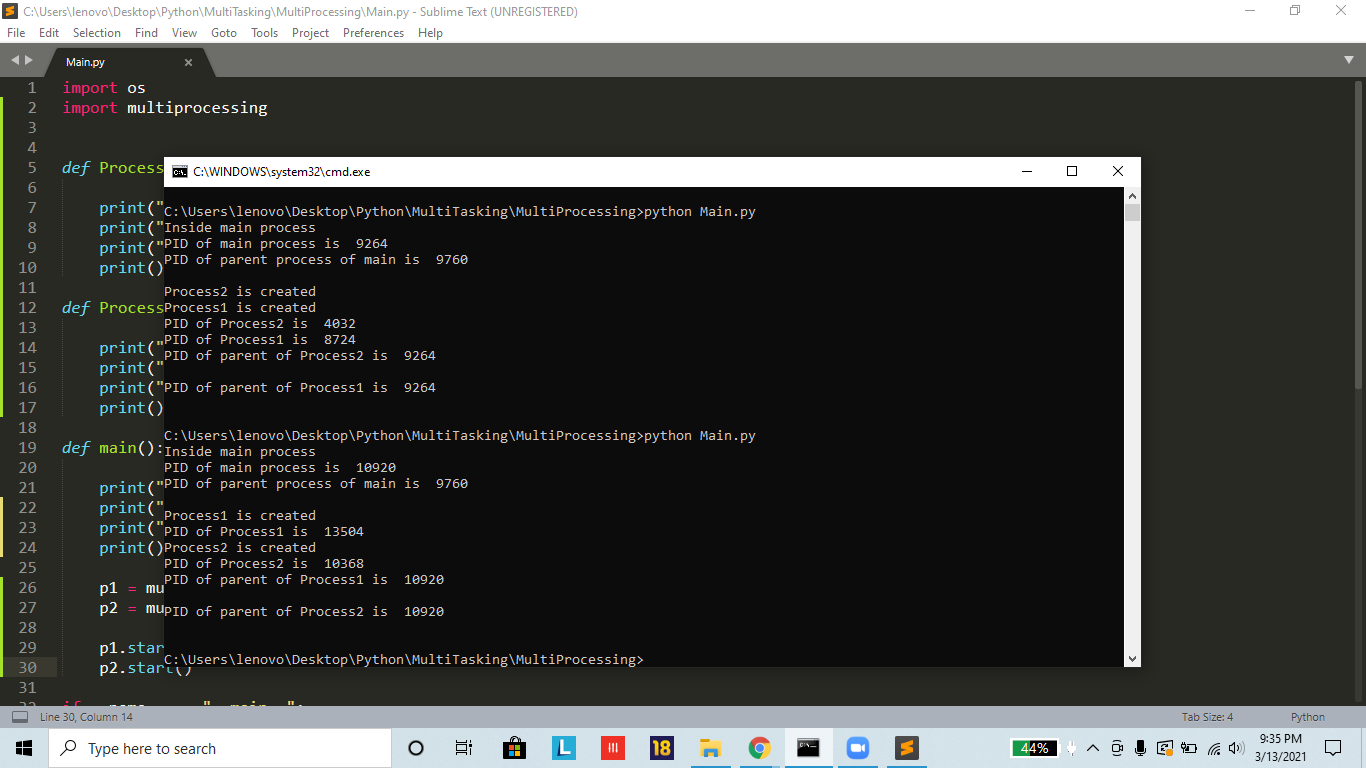 C:\Users\lenovo\Desktop\Python\MultiTasking\MultiProcessing\Main.py - Sublime Text (UNREGISTERED)
File Edit Selection Find View Goto Tools Project Preferences Help
Main.py
1 import os
2 import multiprocessing
3
4
5 def Process
6
7 print("
8 print("
9 print("
10 print()
11
12 def Process
13
14 print("
15 print("
16 print("
17 print()
18
19 def main():
20
21 print("
22 print("
23 print("
24 print()
25
26 p1 = mu
27 p2 = mu
28
29 p1.star
30 p2.start()
31
C:\WINDOWS\system32\cmd.exe
C:\Users\lenovo\Desktop\Python\MultiTasking\MultiProcessing>python Main.py
Inside main process
PID of main process is  9264
PID of parent process of main is  9760
Process2 is created
Process1 is created
PID of Process2 is  4032
PID of Process1 is  8724
PID of parent of Process2 is  9264
PID of parent of Process1 is  9264
C:\Users\lenovo\Desktop\Python\MultiTasking\MultiProcessing>python Main.py
Inside main process
PID of main process is  10920
PID of parent process of main is  9760
Process1 is created
PID of Process1 is  13504
Process2 is created
PID of Process2 is  10368
PID of parent of Process1 is  10920
PID of parent of Process2 is  10920
C:\Users\lenovo\Desktop\Python\MultiTasking\MultiProcessing>
Line 30, Column 14 Tab Size: 4 Python
Type here to search
L
18
44%
9:35 PM
3/13/2021